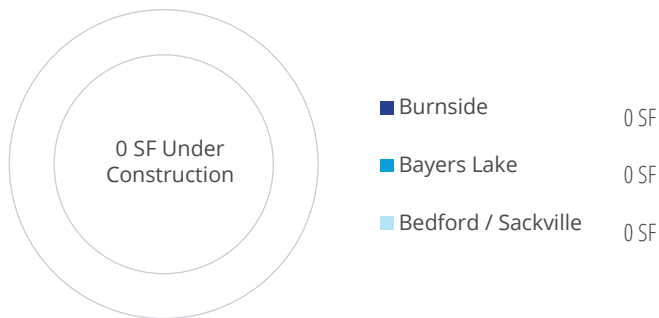 0 SF Under
Construction
Burnside 0 SF
Bayers Lake 0 SF
Bedford / Sackville 0 SF